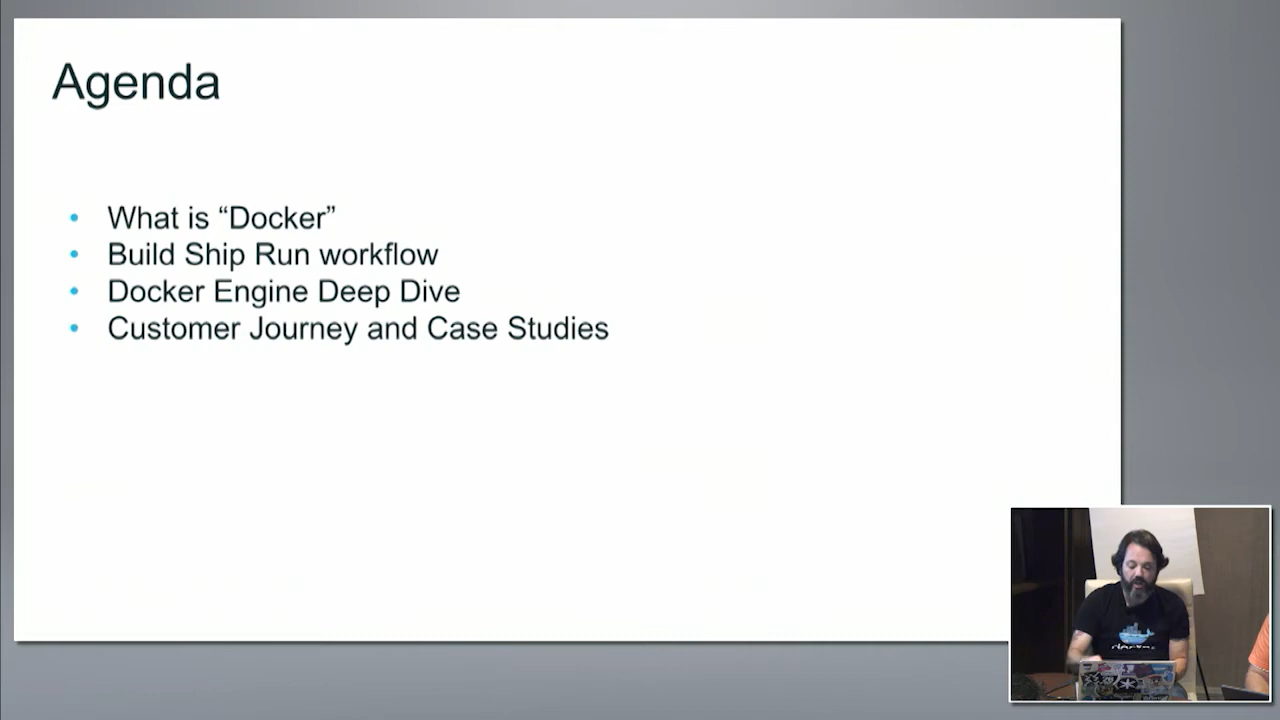 Agenda
What is “Docker”
Build Ship Run workflow
Docker Engine Deep Dive
Customer Journey and Case Studies